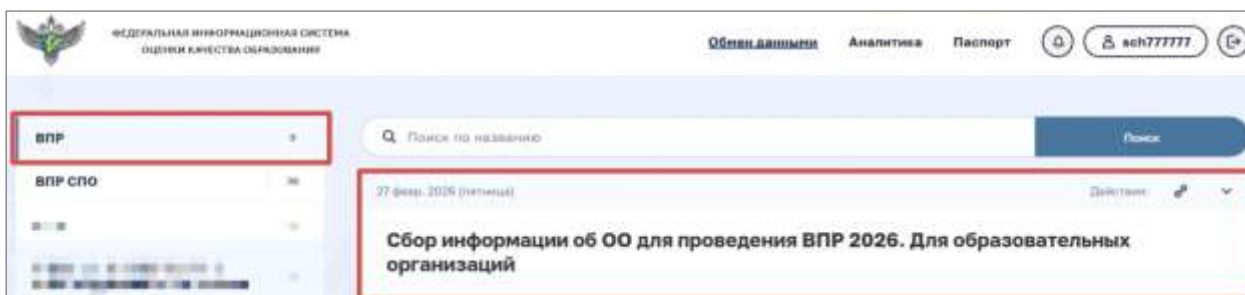 ФЕДЕРАЛЬНАЯ ИНФОРМАЦИОННАЯ СИСТЕМА
ОЦЕНКИ КАЧЕСТВА ОБРАЗОВАНИЯ
Обмен данными Аналитика Паспорт sch777777
ВПР
Поиск по названию Поиск
ВПР СПО
27 февр. 2026 (пятница) Действия:
Сбор информации об ОО для проведения ВПР 2026. Для образовательных
организаций